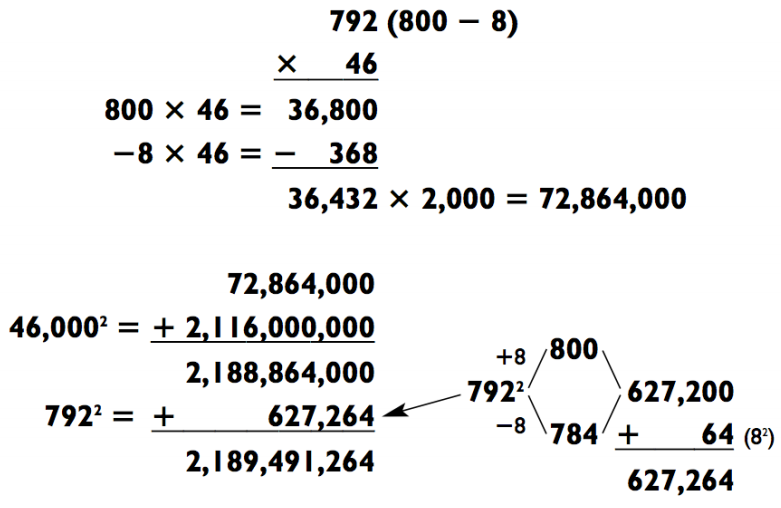 792 (800 − 8)
× 46
800 × 46 = 36,800
−8 × 46 = − 368
36,432 × 2,000 = 72,864,000
72,864,000
46,000² = + 2,116,000,000
2,188,864,000
792² = + 627,264
2,189,491,264
+8 800
792² 627,200
−8 784 + 64 (8²)
627,264